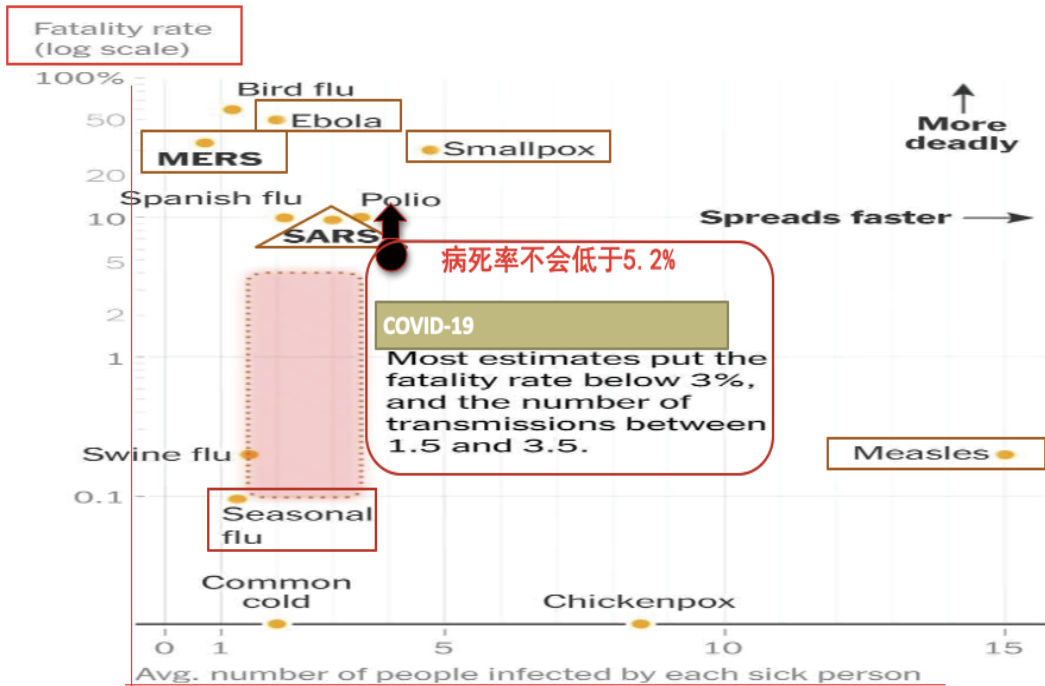 Fatality rate
(log scale)
100%
Bird flu
50
Ebola
More
deadly
MERS
Smallpox
20
Spanish flu
Polio
10
Spreads faster
SARS
5
病死率不会低于5.2%
2
COVID-19
1
Most estimates put the
fatality rate below 3%,
and the number of
transmissions between
1.5 and 3.5.
Swine flu
Measles
0.1
Seasonal
flu
Common
cold
Chickenpox
0
1
5
10
15
Avg. number of people infected by each sick person